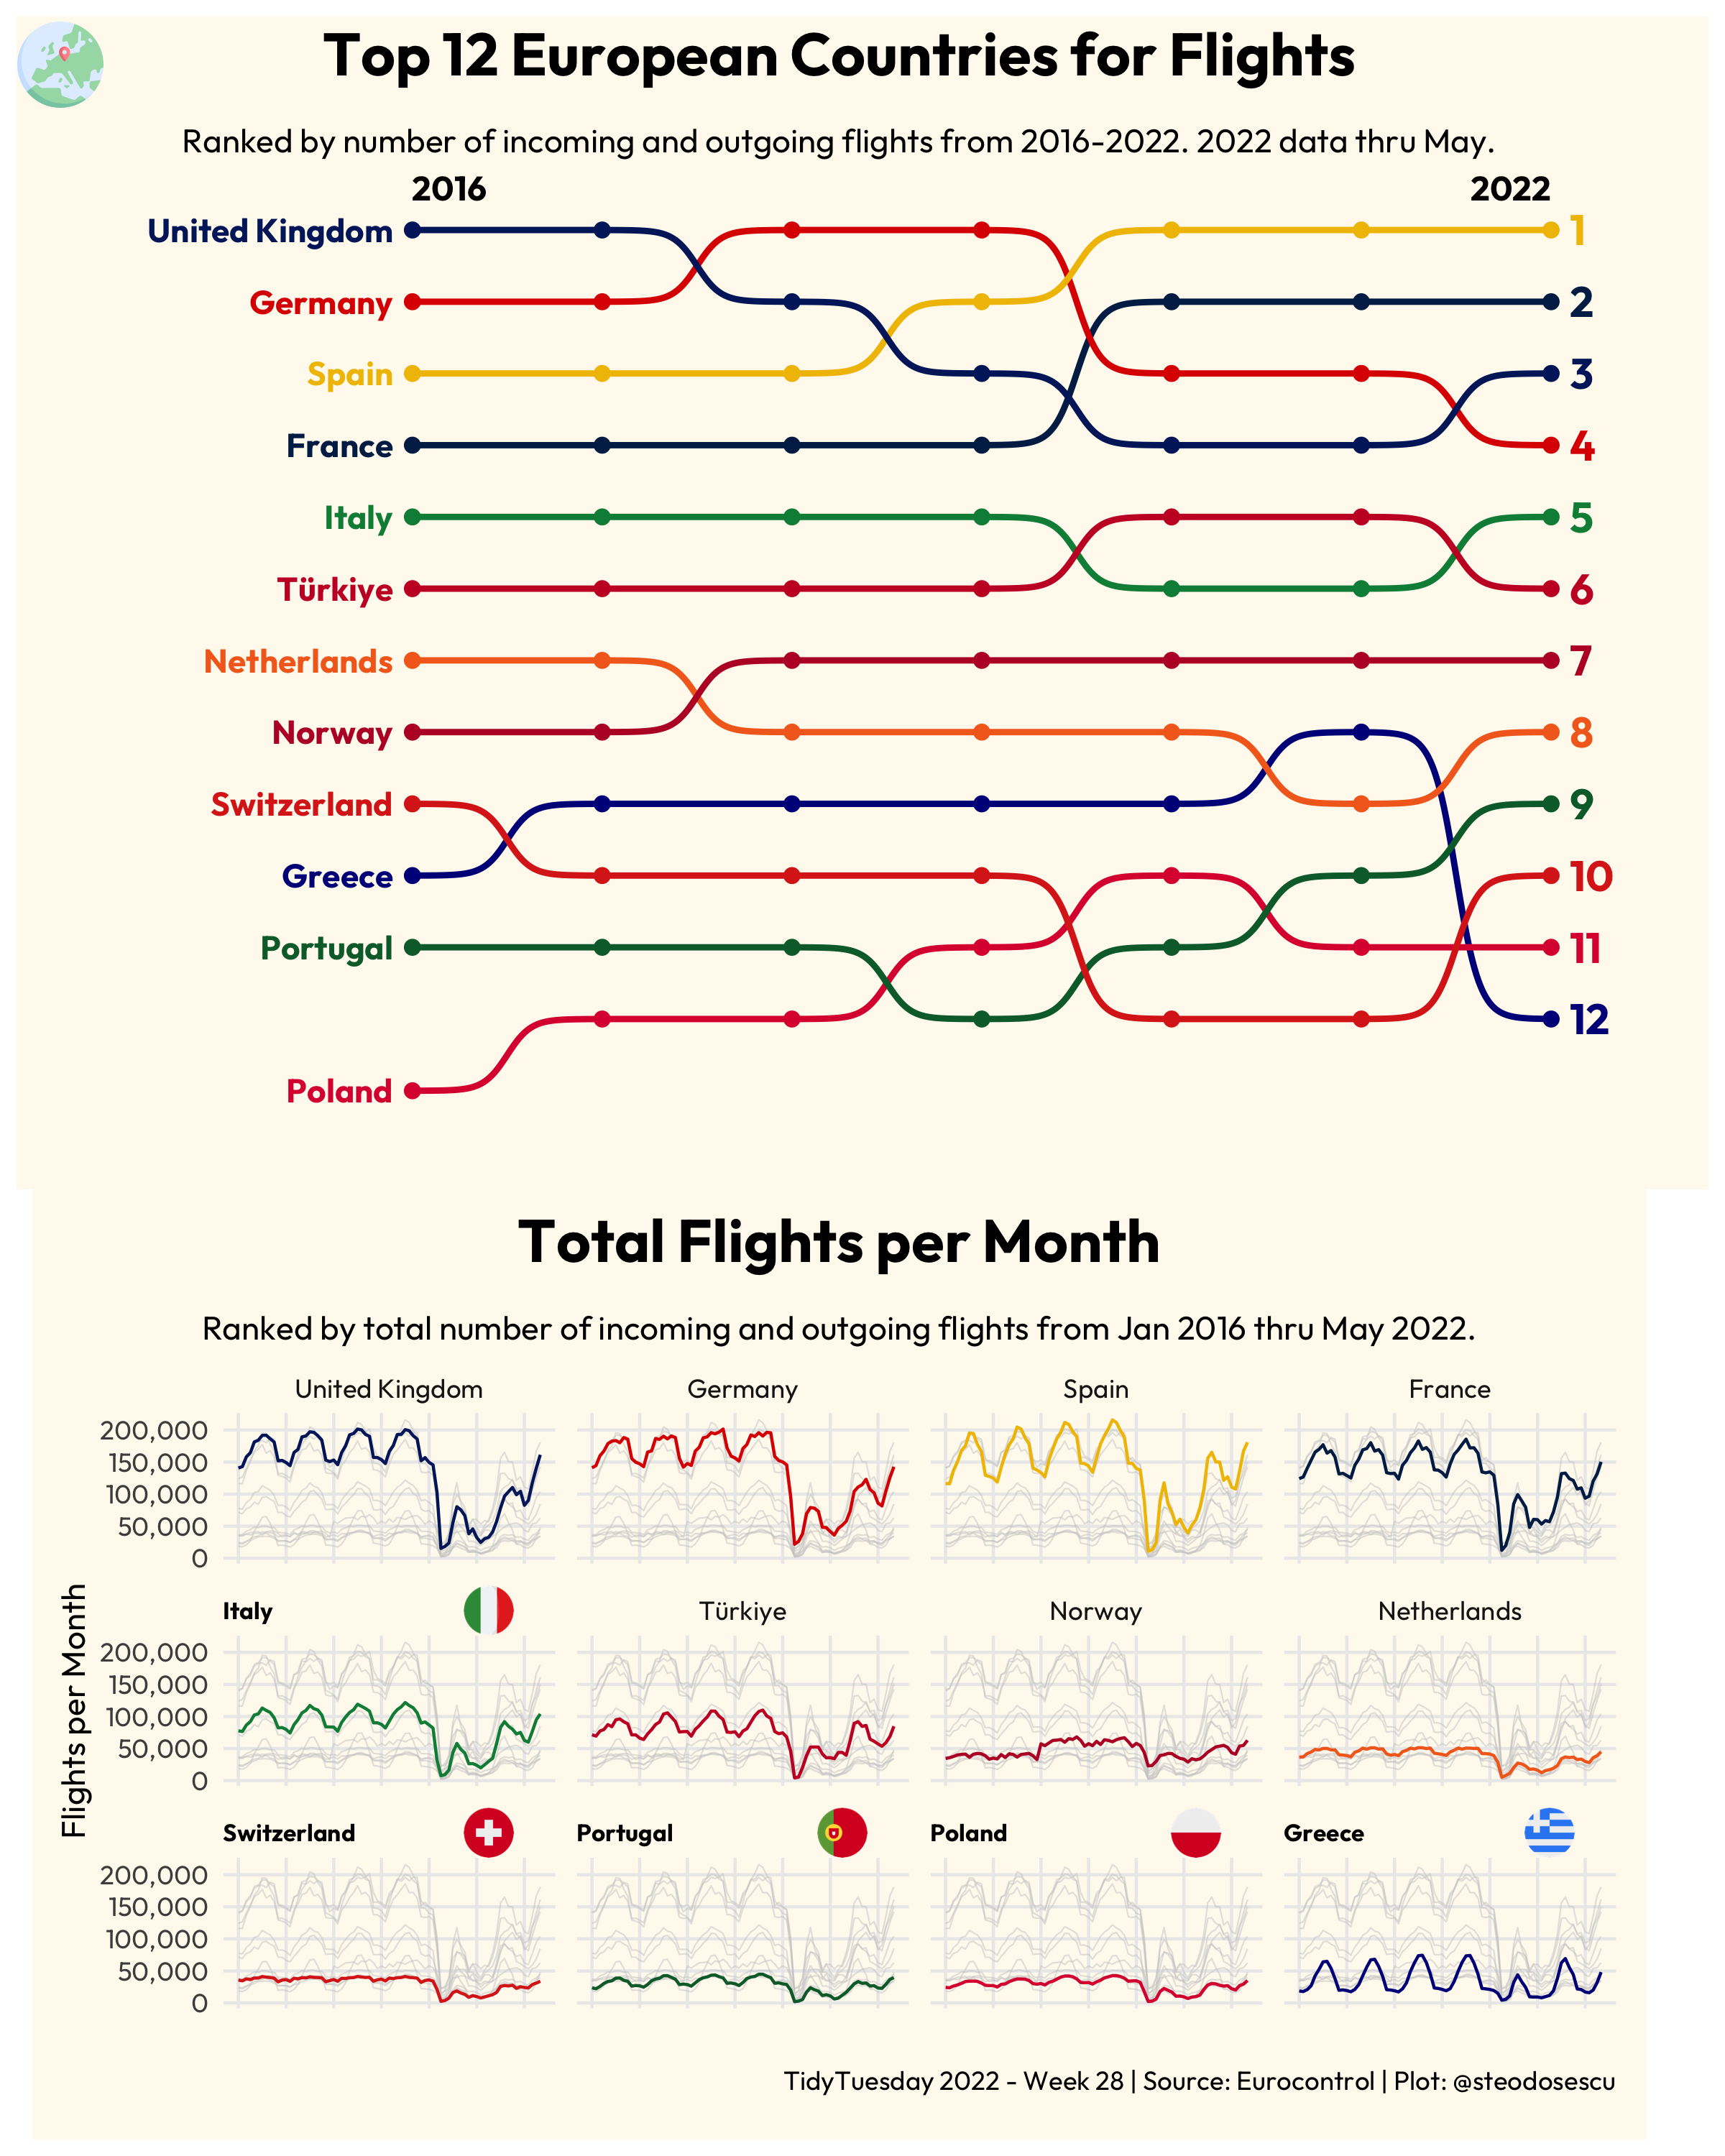 Top 12 European Countries for Flights
Ranked by number of incoming and outgoing flights from 2016-2022. 2022 data thru May.
2016 2022
United Kingdom 1
Germany 2
Spain 3
France 4
Italy 5
Türkiye 6
Netherlands 7
Norway 8
Switzerland 9
Greece 10
Portugal 11
12
Poland
Total Flights per Month
Ranked by total number of incoming and outgoing flights from Jan 2016 thru May 2022.
United Kingdom Germany Spain France
200,000
150,000
100,000
50,000
0
Flights per Month
Italy Türkiye Norway Netherlands
200,000
150,000
100,000
50,000
0
Switzerland Portugal Poland Greece
200,000
150,000
100,000
50,000
0
TidyTuesday 2022 - Week 28 | Source: Eurocontrol | Plot: @steodosescu